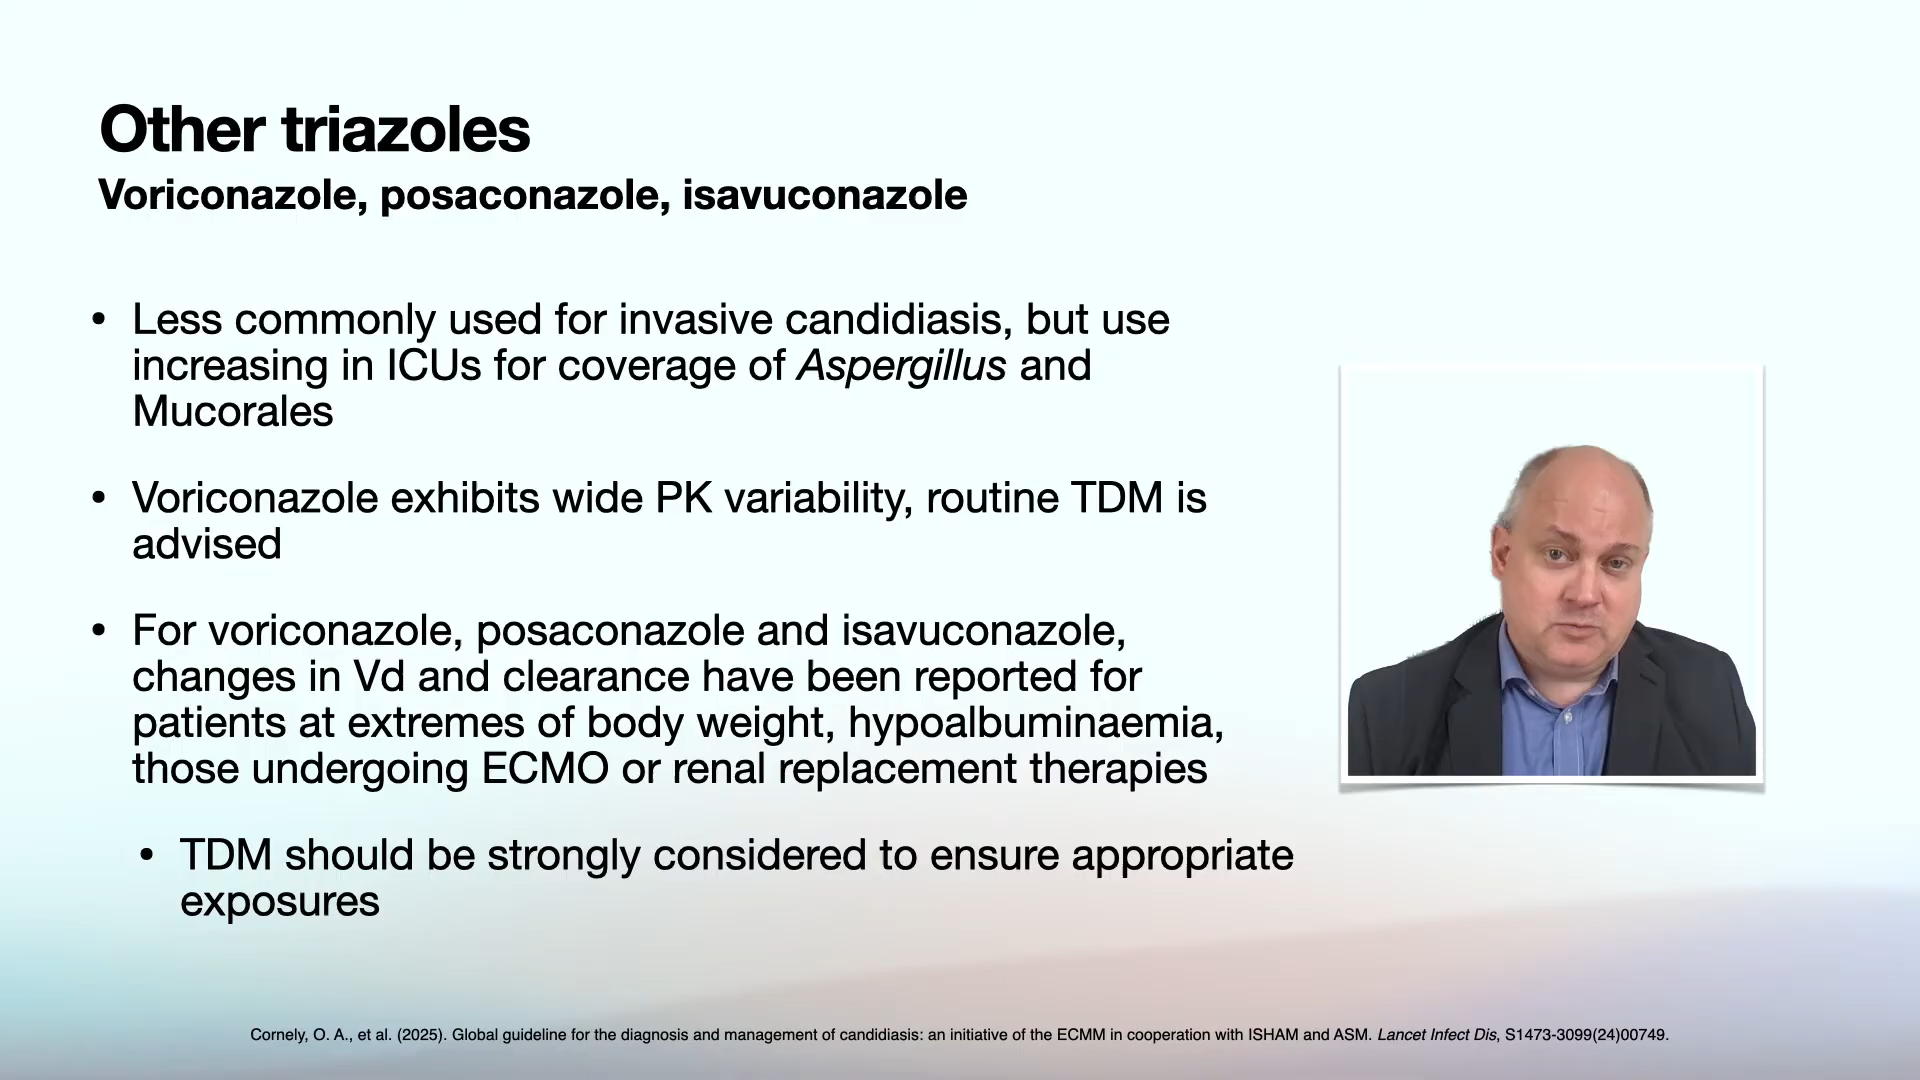 Other triazoles
Voriconazole, posaconazole, isavuconazole
• Less commonly used for invasive candidiasis, but use
increasing in ICUs for coverage of Aspergillus and
Mucorales
• Voriconazole exhibits wide PK variability, routine TDM is
advised
• For voriconazole, posaconazole and isavuconazole,
changes in Vd and clearance have been reported for
patients at extremes of body weight, hypoalbuminaemia,
those undergoing ECMO or renal replacement therapies
• TDM should be strongly considered to ensure appropriate
exposures
Cornely, O. A., et al. (2025). Global guideline for the diagnosis and management of candidiasis: an initiative of the ECMM in cooperation with ISHAM and ASM. Lancet Infect Dis, S1473-3099(24)00749.